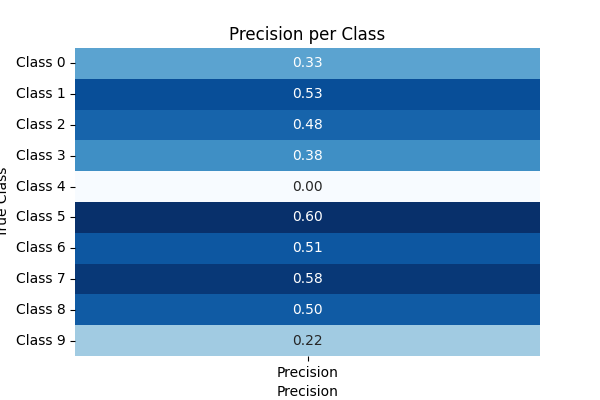 Precision per Class
Class 0 0.33
Class 1 0.53
Class 2 0.48
Class 3 0.38
Class 4 0.00
Class 5 0.60
Class 6 0.51
Class 7 0.58
Class 8 0.50
Class 9 0.22
Precision
Precision
True Class